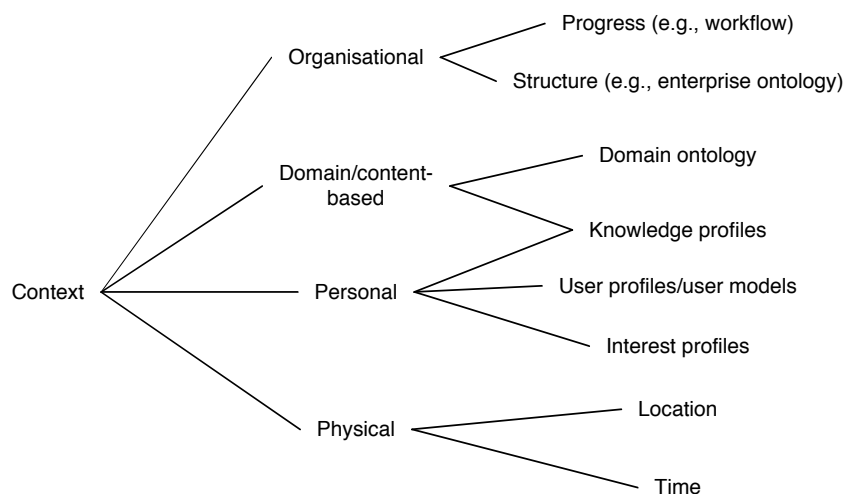 Progress (e.g., workflow)
Organisational
Structure (e.g., enterprise ontology)
Domain/content-
based
Domain ontology
Knowledge profiles
Context
Personal
User profiles/user models
Interest profiles
Physical
Location
Time